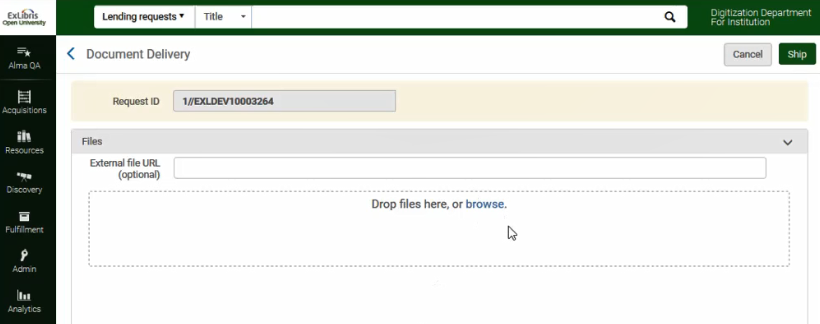 ExLibris
Open University
Lending requests
Title
Digitization Department
For Institution
Alma QA
Document Delivery
Cancel
Ship
Request ID
1//EXLDEV10003264
Acquisitions
Files
Resources
External file URL
(optional)
Discovery
Drop files here, or browse.
Fulfillment
Admin
Analytics